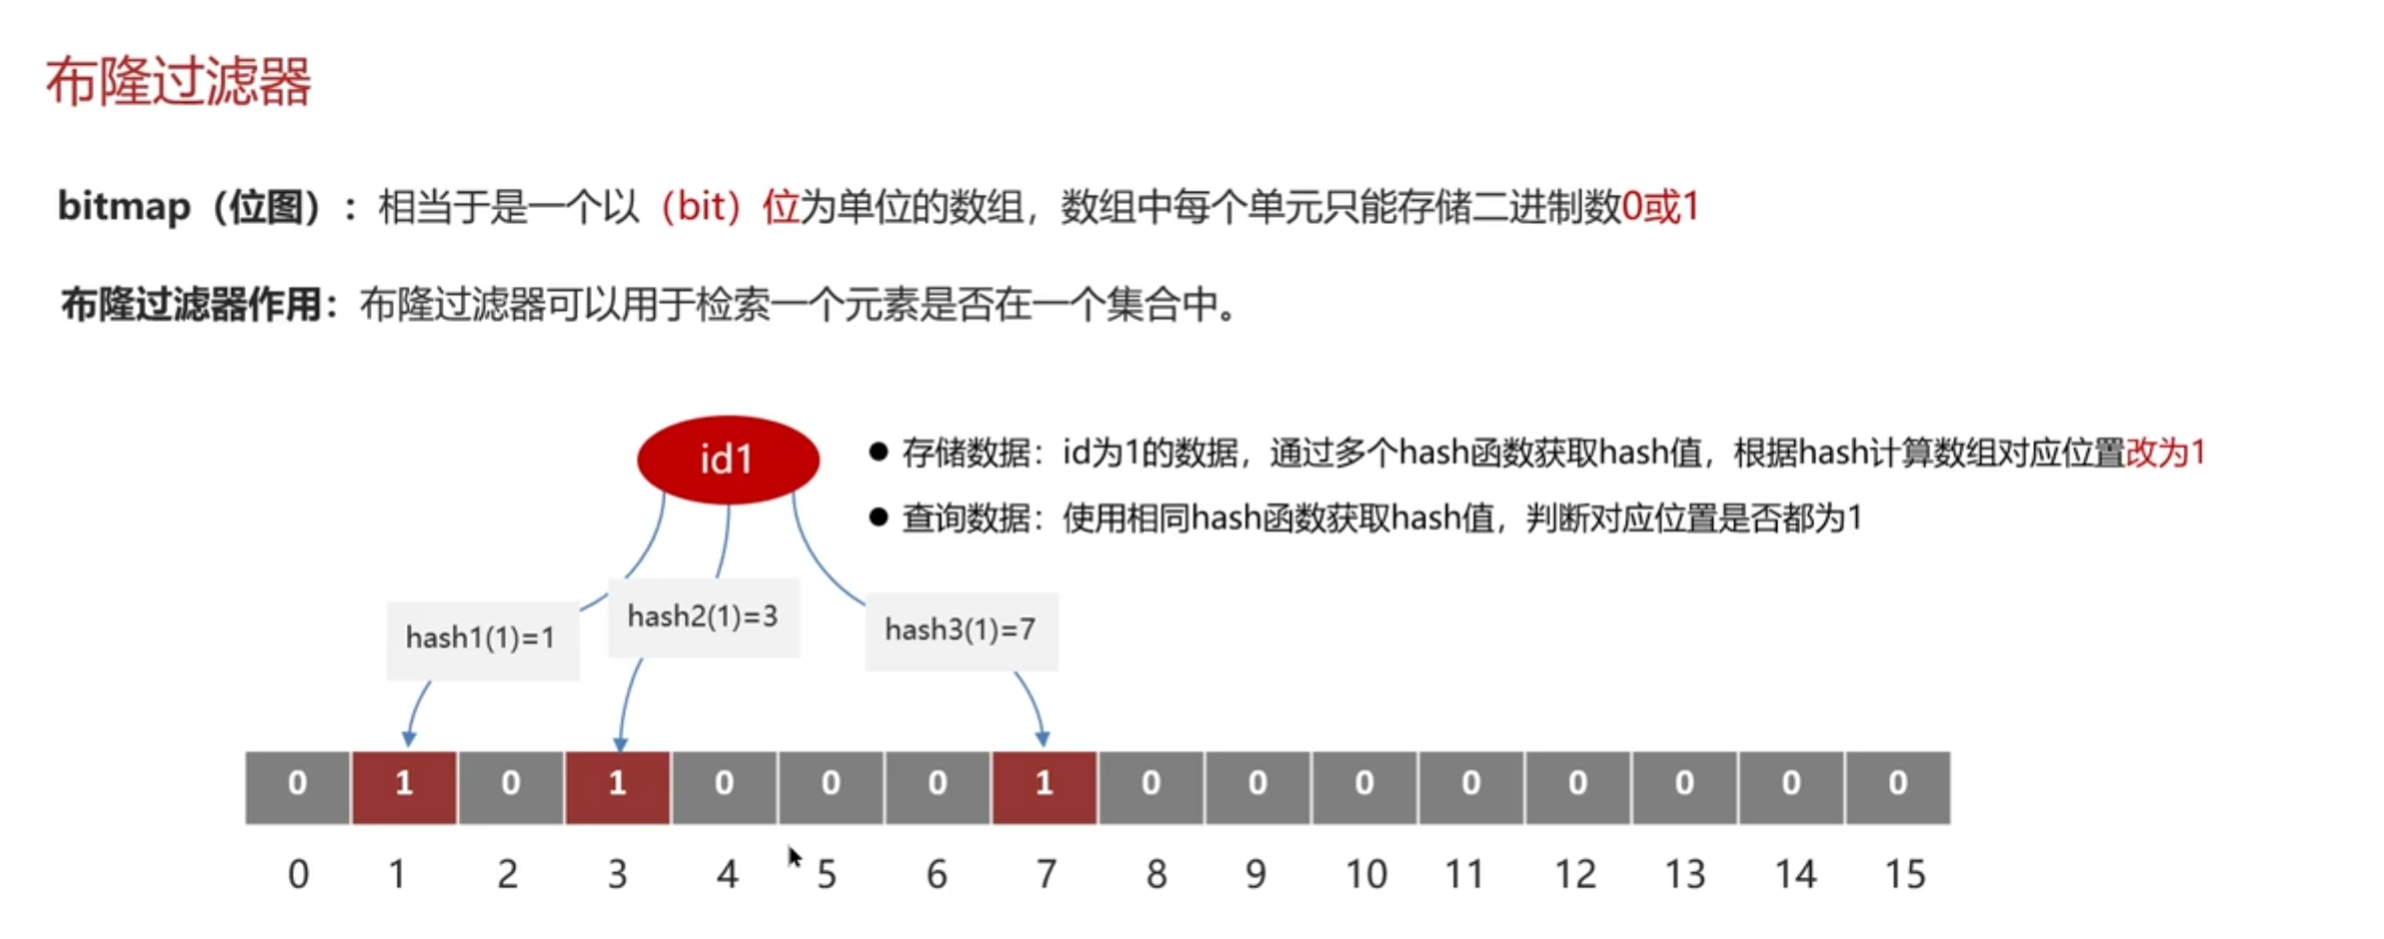 布隆过滤器
bitmap（位图）：相当于是一个以（bit）位为单位的数组，数组中每个单元只能存储二进制数0或1
布隆过滤器作用：布隆过滤器可以用于检索一个元素是否在一个集合中。
id1
● 存储数据：id为1的数据，通过多个hash函数获取hash值，根据hash计算数组对应位置改为1
● 查询数据：使用相同hash函数获取hash值，判断对应位置是否都为1
hash1(1)=1
hash2(1)=3
hash3(1)=7
0 1 0 1 0 0 0 1 0 0 0 0 0 0 0 0
0 1 2 3 4 5 6 7 8 9 10 11 12 13 14 15